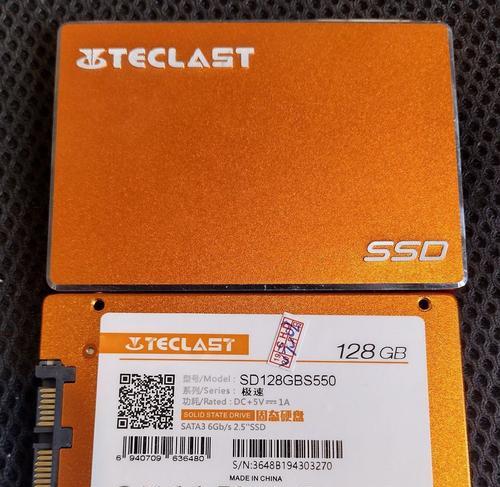 TECLAST
SSD
TECLAST
128 GB
型号/Model : SD128GBS550
系列/Series: 极速
功耗/Rated : DC+5V⎓1A
SOLID STATE DRIVE 固态硬盘
SATA3 6Gb/s 2.5"SSD
6 940709 636480
S/N:3648B194303270
MADE IN CHINA